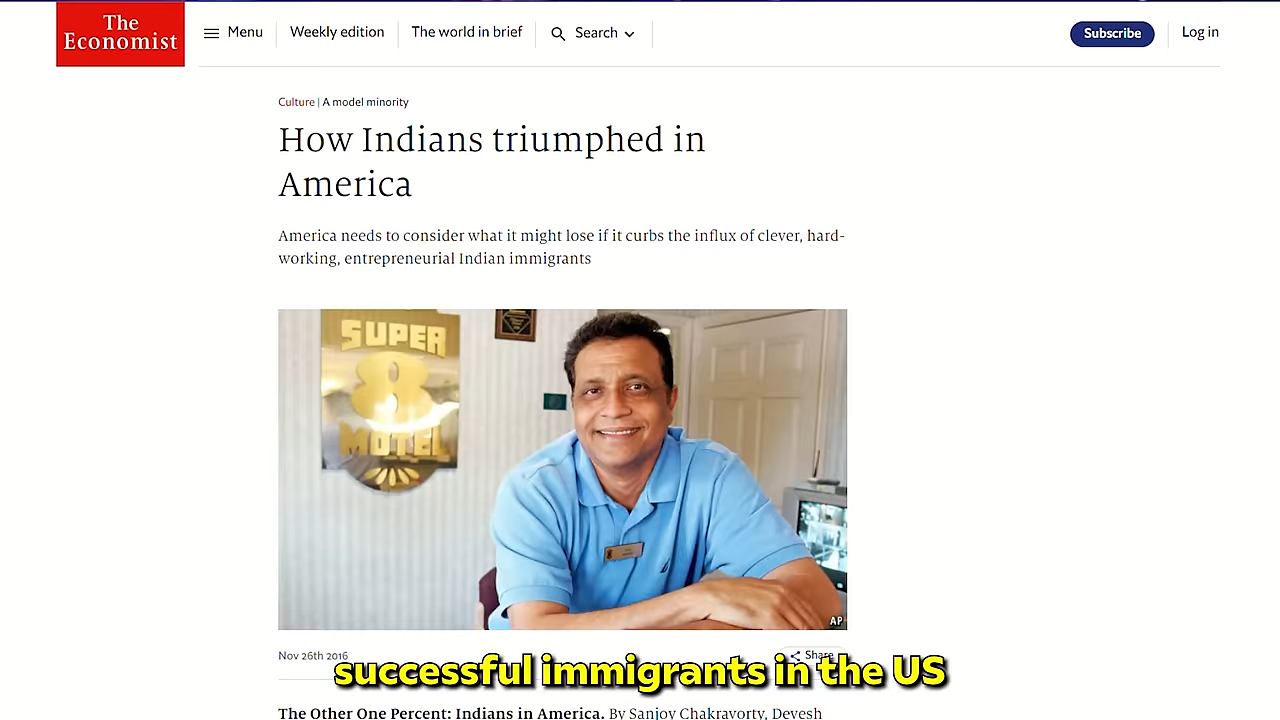 The
Economist
Menu
Weekly edition
The world in brief
Search
Subscribe
Log in
Culture | A model minority
How Indians triumphed in
America
America needs to consider what it might lose if it curbs the influx of clever, hard-
working, entrepreneurial Indian immigrants
SUPER
8
MOTEL
AP
Nov 26th 2016
Share
successful immigrants in the US
The Other One Percent: Indians in America. By Sanjoy Chakravorty, Devesh